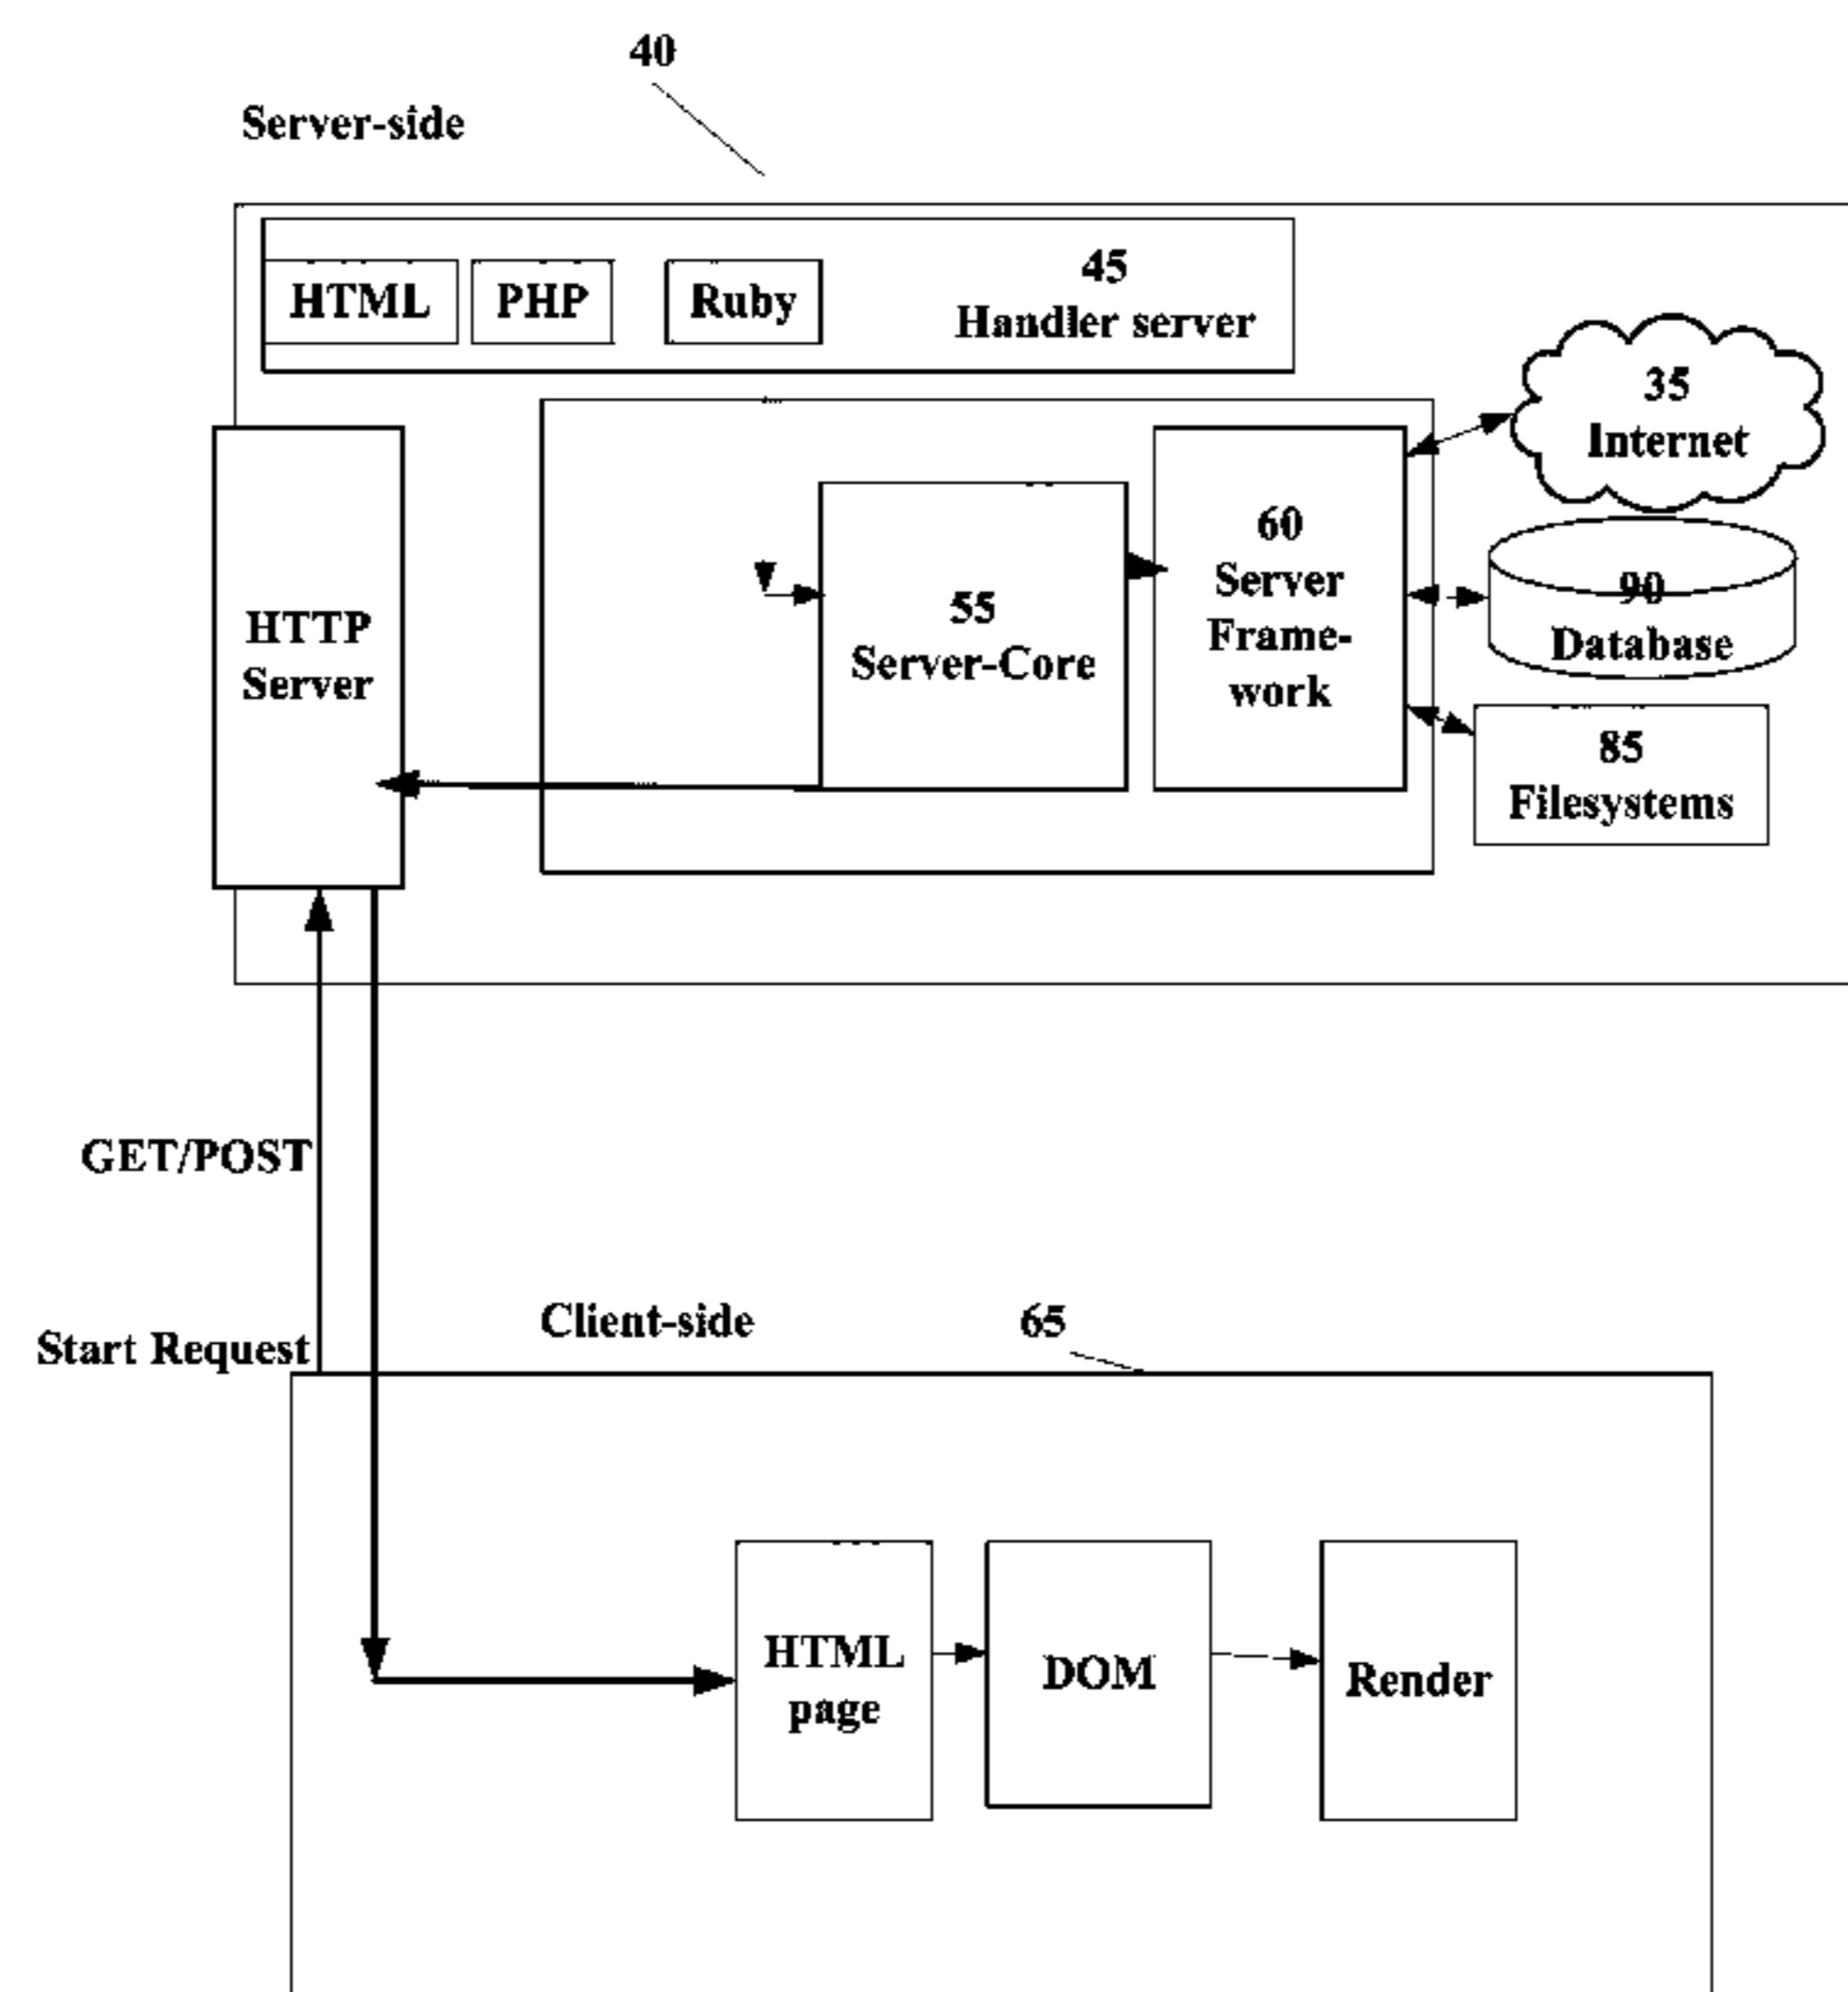 40
Server-side
HTML
PHP
Ruby
45
Handler server
35
Internet
HTTP
Server
55
Server-Core
60
Server
Frame-
work
90
Database
85
Filesystems
GET/POST
Start Request
Client-side
65
HTML
page
DOM
Render